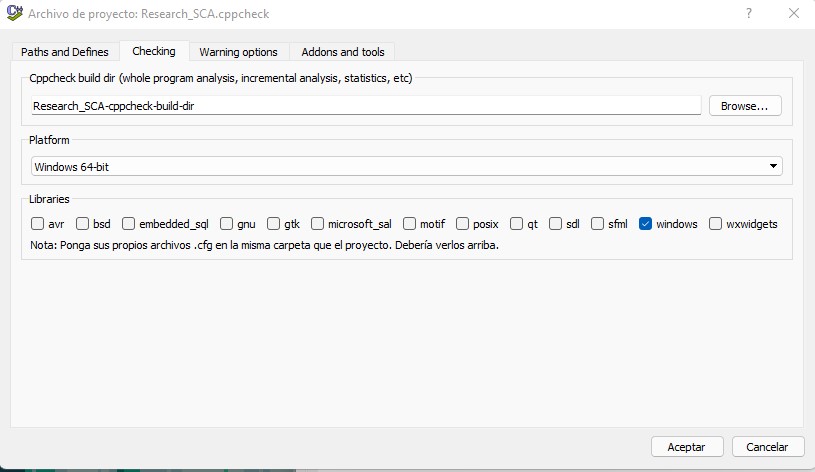 Archivo de proyecto: Research_SCA.cppcheck
Paths and Defines Checking Warning options Addons and tools
Cppcheck build dir (whole program analysis, incremental analysis, statistics, etc)
Research_SCA-cppcheck-build-dir Browse...
Platform
Windows 64-bit
Libraries
avr bsd embedded_sql gnu gtk microsoft_sal motif posix qt sdl sfml windows wxwidgets
Nota: Ponga sus propios archivos .cfg en la misma carpeta que el proyecto. Debería verlos arriba.
Aceptar Cancelar